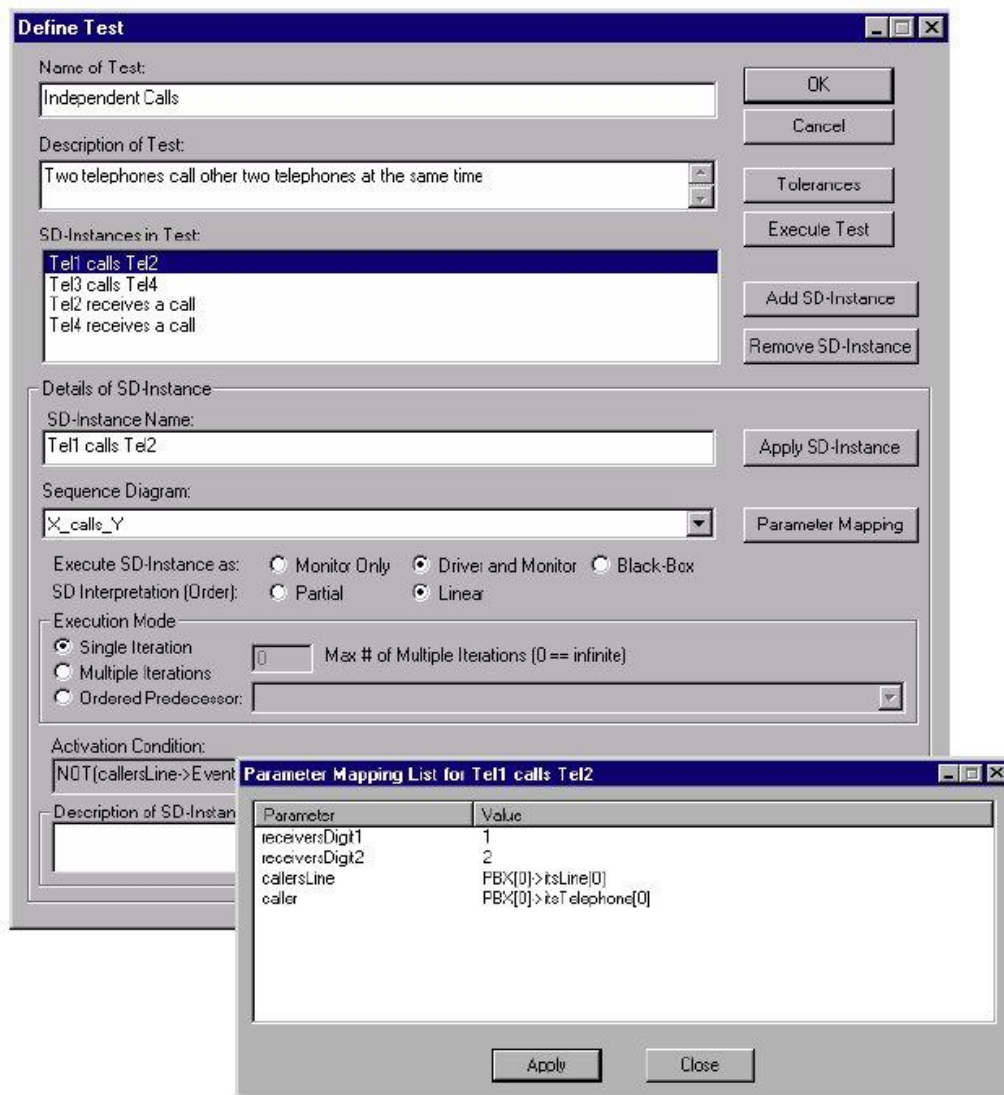 Define Test
Name of Test:
OK
Independent Calls
Cancel
Description of Test:
Two telephones call other two telephones at the same time
Tolerances
SD-Instances in Test:
Execute Test
Tel1 calls Tel2
Tel3 calls Tel4
Tel2 receives a call
Tel4 receives a call
Add SD-Instance
Remove SD-Instance
Details of SD-Instance
SD-Instance Name:
Tel1 calls Tel2
Apply SD-Instance
Sequence Diagram:
X_calls_Y
Parameter Mapping
Execute SD-Instance as: Monitor Only Driver and Monitor Black-Box
SD Interpretation (Order): Partial Linear
Execution Mode
Single Iteration
0 Max # of Multiple Iterations (0 == infinite)
Multiple Iterations
Ordered Predecessor:
Activation Condition:
NOT(callersLine->Event
Description of SD-Instan
Parameter Mapping List for Tel1 calls Tel2
Parameter Value
receiversDigit1 1
receiversDigit2 2
callersLine PBX[0]->itsLine[0]
caller PBX[0]->itsTelephone[0]
Apply Close